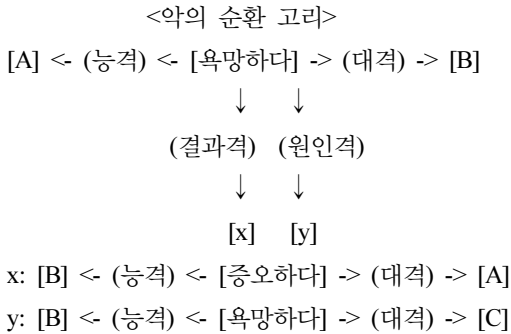 <악의 순환 고리>
[A] <- (능격) <- [욕망하다] -> (대격) -> [B]
↓ ↓
(결과격) (원인격)
↓ ↓
[x] [y]
x: [B] <- (능격) <- [증오하다] -> (대격) -> [A]
y: [B] <- (능격) <- [욕망하다] -> (대격) -> [C]